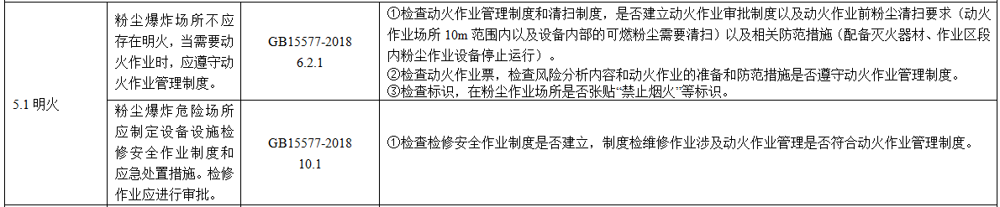 5.1 明火
粉尘爆炸场所不应
存在明火，当需要动
火作业时，应遵守动
火作业管理制度。
GB15577-2018
6.2.1
①检查动火作业管理制度和清扫制度，是否建立动火作业审批制度以及动火作业前粉尘清扫要求（动火
作业场所 10m 范围内以及设备内部的可燃粉尘需要清扫）以及相关防范措施（配备灭火器材、作业区段
内粉尘作业设备停止运行）。
②检查动火作业票，检查风险分析内容和动火作业的准备和防范措施是否遵守动火作业管理制度。
③检查标识，在粉尘作业场所是否张贴“禁止烟火”等标识。
粉尘爆炸危险场所
应制定设备设施检
修安全作业制度和
应急处置措施。检修
作业应进行审批。
GB15577-2018
10.1
①检查检修安全作业制度是否建立，制度检维修作业涉及动火作业管理是否符合动火作业管理制度。